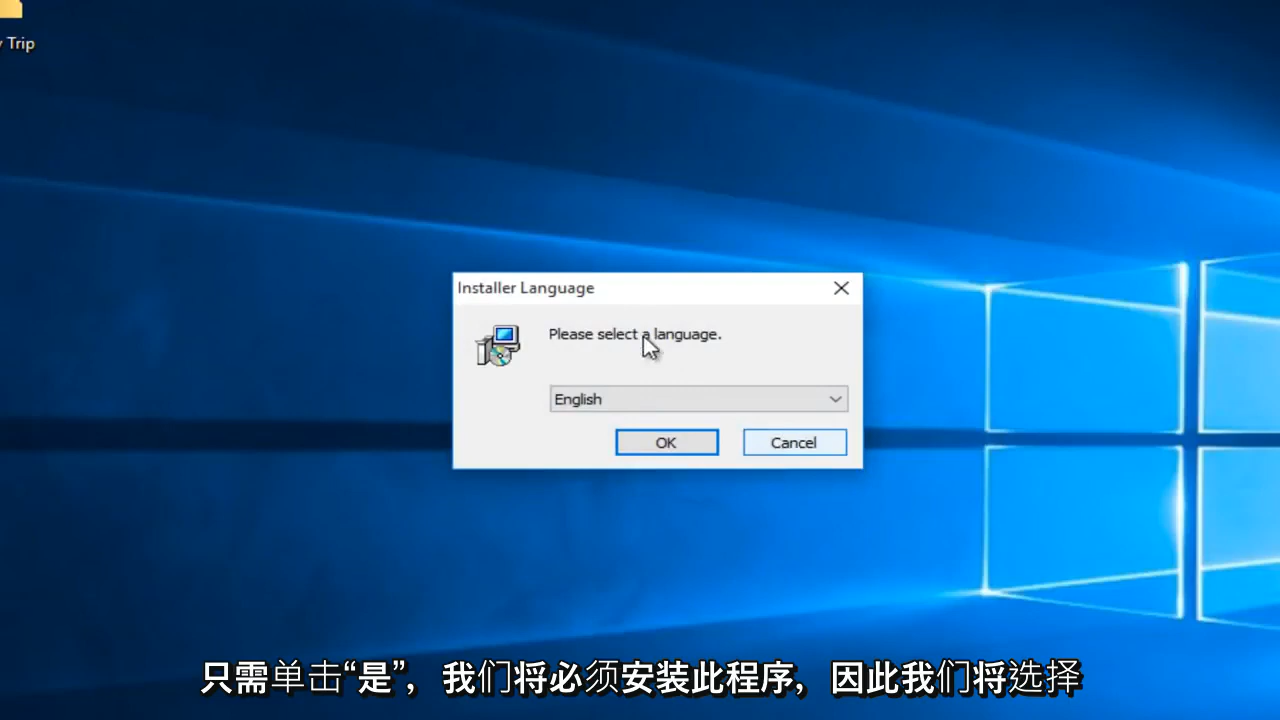 Trip
Installer Language
Please select a language.
English
OK
Cancel
只需单击“是”，我们将必须安装此程序，因此我们将选择